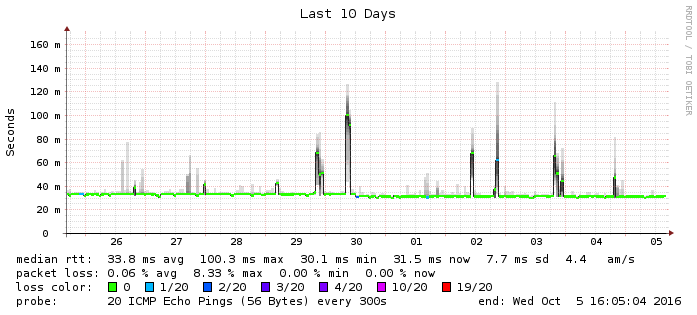 Last 10 Days
RRDTOOL / TOBI OETIKER
Seconds
160 m
140 m
120 m
100 m
80 m
60 m
40 m
20 m
0
26 27 28 29 30 01 02 03 04 05
median rtt: 33.8 ms avg 100.3 ms max 30.1 ms min 31.5 ms now 7.7 ms sd 4.4 am/s
packet loss: 0.06 % avg 8.33 % max 0.00 % min 0.00 % now
loss color: 0 1/20 2/20 3/20 4/20 10/20 19/20
probe: 20 ICMP Echo Pings (56 Bytes) every 300s end: Wed Oct 5 16:05:04 2016